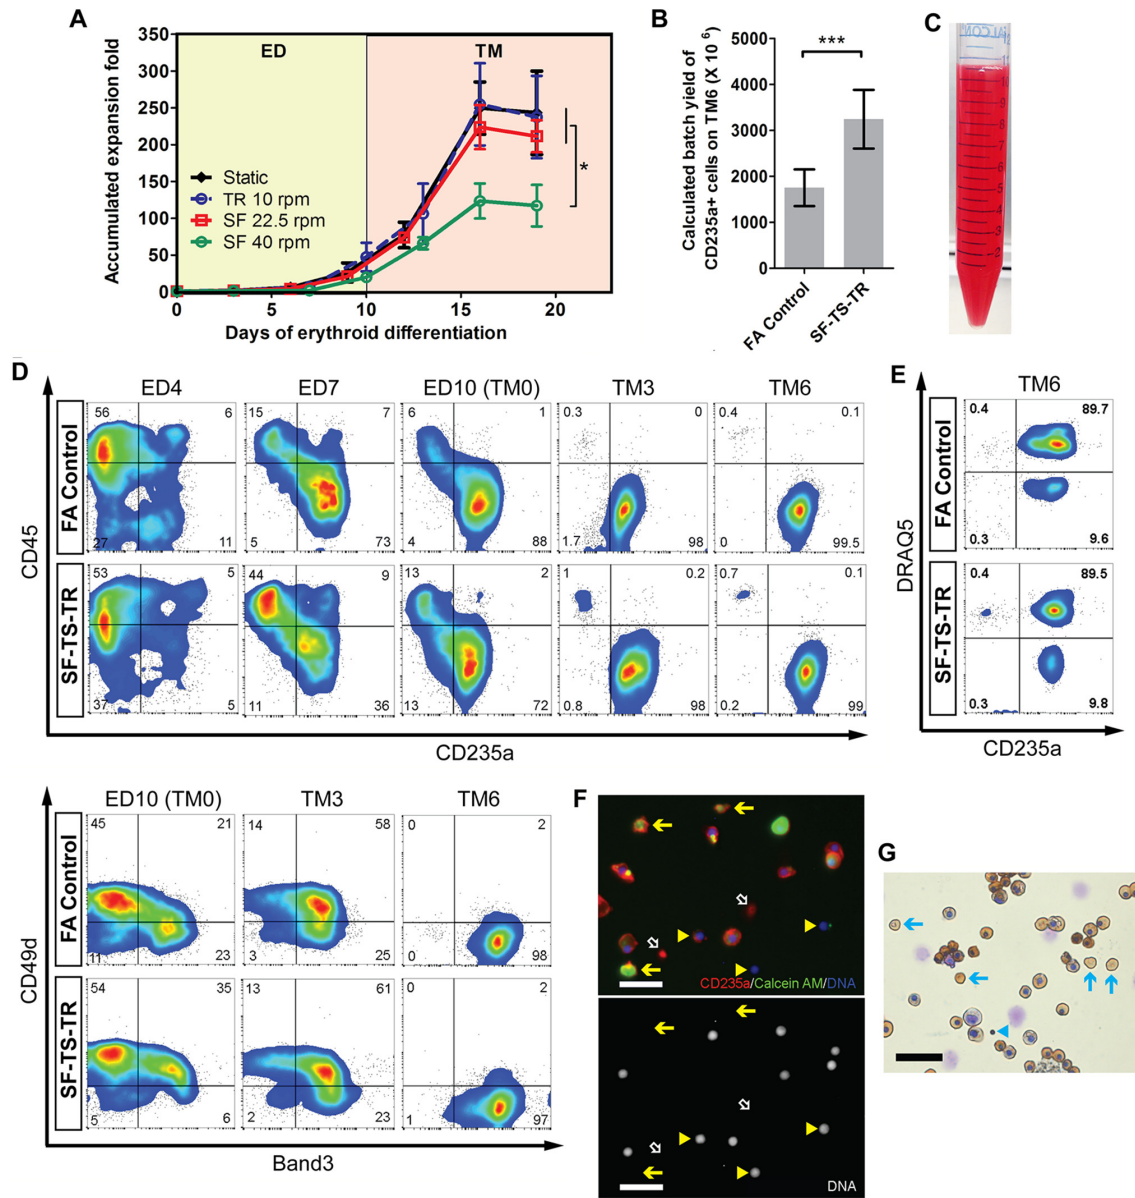 A
Accumulated expansion fold
350
300
250
200
150
100
50
0
ED
TM
Static
TR 10 rpm
SF 22.5 rpm
SF 40 rpm
*
0
5
10
15
20
Days of erythroid differentiation
B
Calculated batch yield of
CD235a+ cells on TM6 (X 10 6)
5000
4000
3000
2000
1000
0
***
FA Control
SF-TS-TR
C
D
ED4
ED7
ED10 (TM0)
TM3
TM6
CD45
FA Control
56
6
27
11
15
7
5
73
6
1
4
88
0.3
0
1.7
98
0.4
0.1
0
99.5
SF-TS-TR
53
5
37
5
44
9
11
36
13
2
13
72
1
0.2
0.8
98
0.7
0.1
0.2
99
CD235a
E
TM6
DRAQ5
FA Control
0.4
89.7
0.3
9.6
SF-TS-TR
0.4
89.5
0.3
9.8
CD235a
ED10 (TM0)
TM3
TM6
CD49d
FA Control
45
21
11
23
14
58
3
25
0
2
0
98
SF-TS-TR
54
35
5
6
13
61
2
23
0
2
1
97
Band3
F
CD235a/Calcein AM/DNA
DNA
G